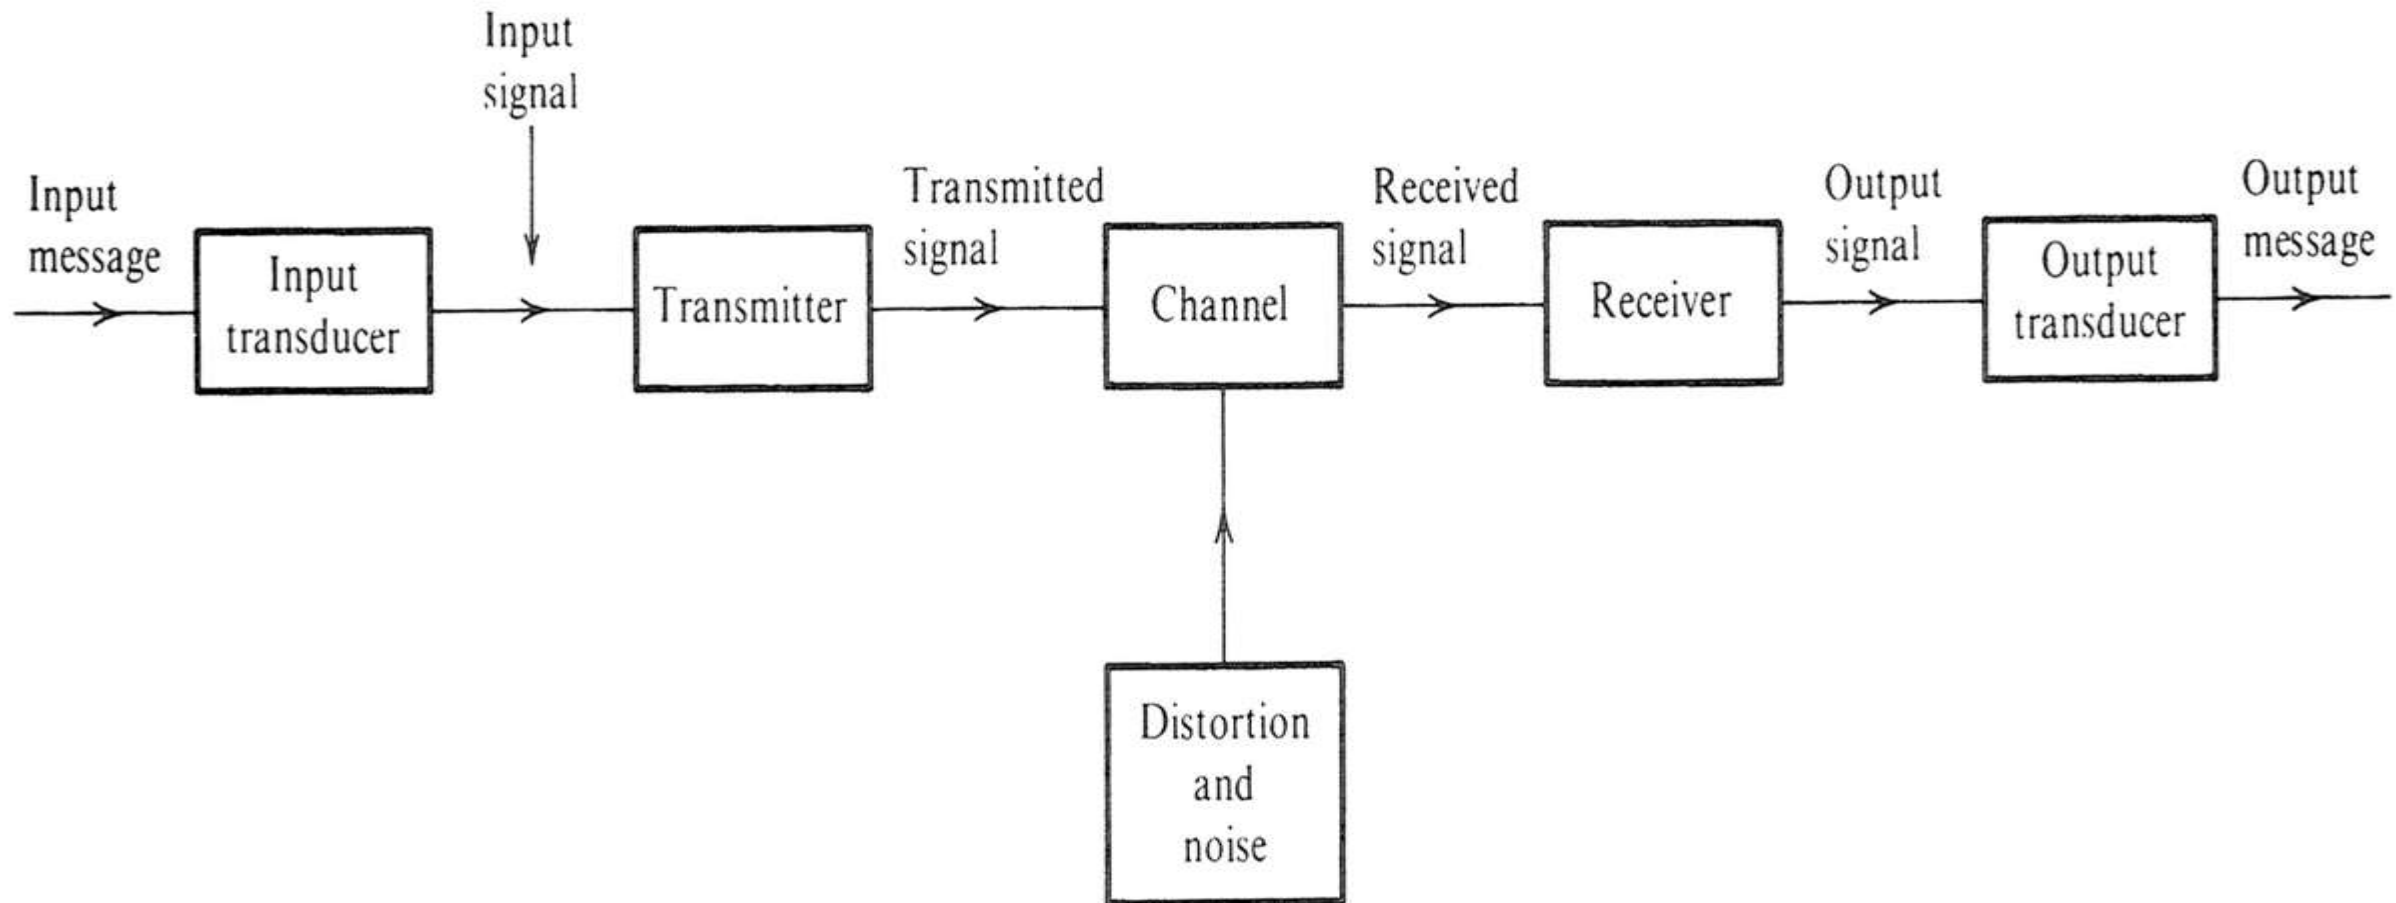 Input
signal
Input
message
Input
transducer
Transmitter
Transmitted
signal
Channel
Received
signal
Receiver
Output
signal
Output
transducer
Output
message
Distortion
and
noise